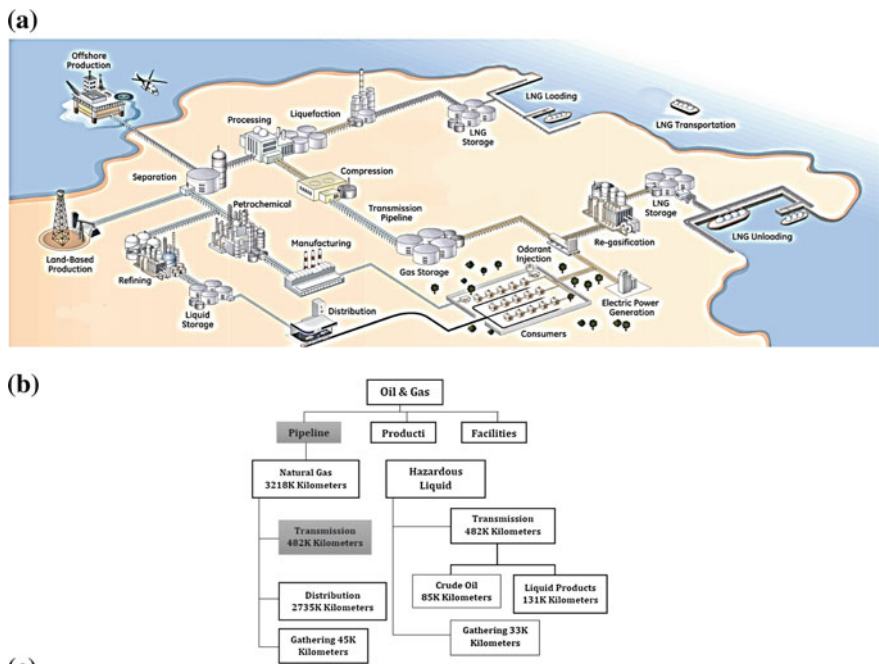 (a)
Offshore
Production
LNG Loading
LNG Transportation
Liquefaction
Processing
LNG
Storage
Separation
Compression
LNG
Storage
Petrochemical
Transmission
Pipeline
LNG Unloading
Manufacturing
Re-gasification
Land-Based
Production
Odorant
Injection
Gas Storage
Refining
Electric Power
Generation
Liquid
Storage
Distribution
Consumers
(b)
Oil & Gas
Pipeline
Producti
Facilities
Natural Gas
3218K Kilometers
Hazardous
Liquid
Transmission
482K Kilometers
Transmission
482K Kilometers
Crude Oil
85K Kilometers
Liquid Products
131K Kilometers
Distribution
2735K Kilometers
Gathering 45K
Kilometers
Gathering 33K
Kilometers